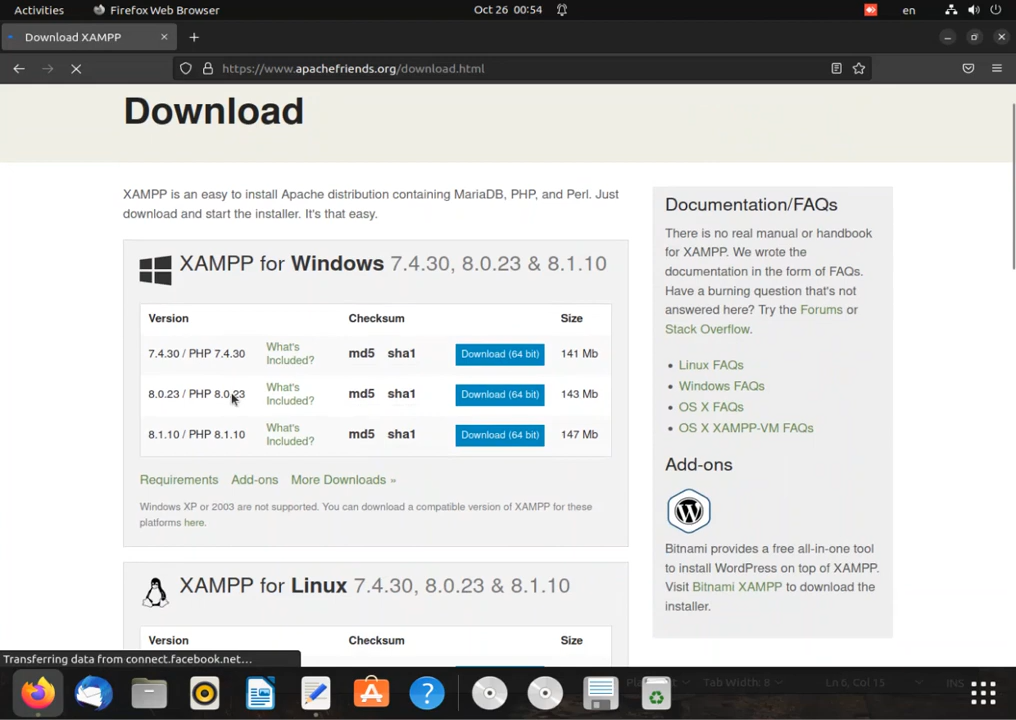 Activities Firefox Web Browser Oct 26 00:54 en
Download XAMPP × +
https://www.apachefriends.org/download.html
Download
XAMPP is an easy to install Apache distribution containing MariaDB, PHP, and Perl. Just
download and start the installer. It's that easy.
XAMPP for Windows 7.4.30, 8.0.23 & 8.1.10
Version Checksum Size
7.4.30 / PHP 7.4.30 What's Included? md5 sha1 Download (64 bit) 141 Mb
8.0.23 / PHP 8.0.23 What's Included? md5 sha1 Download (64 bit) 143 Mb
8.1.10 / PHP 8.1.10 What's Included? md5 sha1 Download (64 bit) 147 Mb
Requirements Add-ons More Downloads »
Windows XP or 2003 are not supported. You can download a compatible version of XAMPP for these
platforms here.
XAMPP for Linux 7.4.30, 8.0.23 & 8.1.10
Version Checksum Size
Documentation/FAQs
There is no real manual or handbook
for XAMPP. We wrote the
documentation in the form of FAQs.
Have a burning question that's not
answered here? Try the Forums or
Stack Overflow.
• Linux FAQs
• Windows FAQs
• OS X FAQs
• OS X XAMPP-VM FAQs
Add-ons
Bitnami provides a free all-in-one tool
to install WordPress on top of XAMPP.
Visit Bitnami XAMPP to download the
installer.
Transferring data from connect.facebook.net…
Tab Width: 8 Ln 6, Col 15 INS